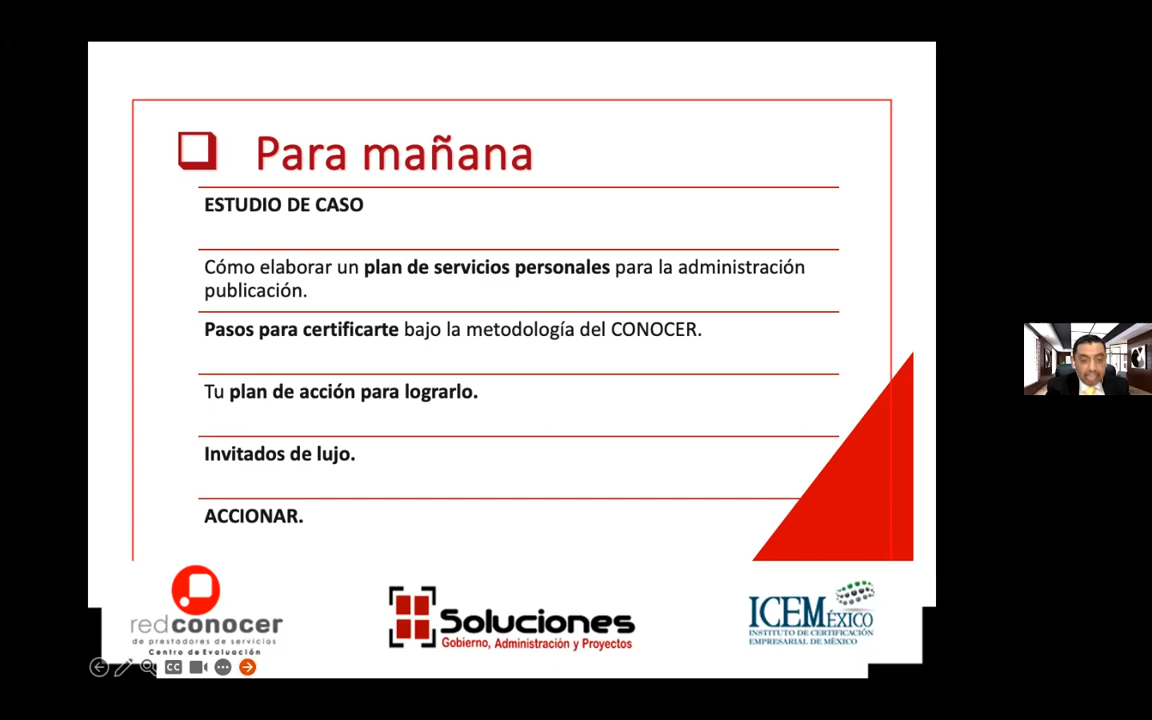 Para mañana
ESTUDIO DE CASO
Cómo elaborar un plan de servicios personales para la administración
publicación.
Pasos para certificarte bajo la metodología del CONOCER.
Tu plan de acción para lograrlo.
Invitados de lujo.
ACCIONAR.
redconocer
de prestadores de servicios
Centro de Evaluación
Soluciones
Gobierno, Administración y Proyectos
ICEMÉXICO
INSTITUTO DE CERTIFICACIÓN
EMPRESARIAL DE MÉXICO
CC